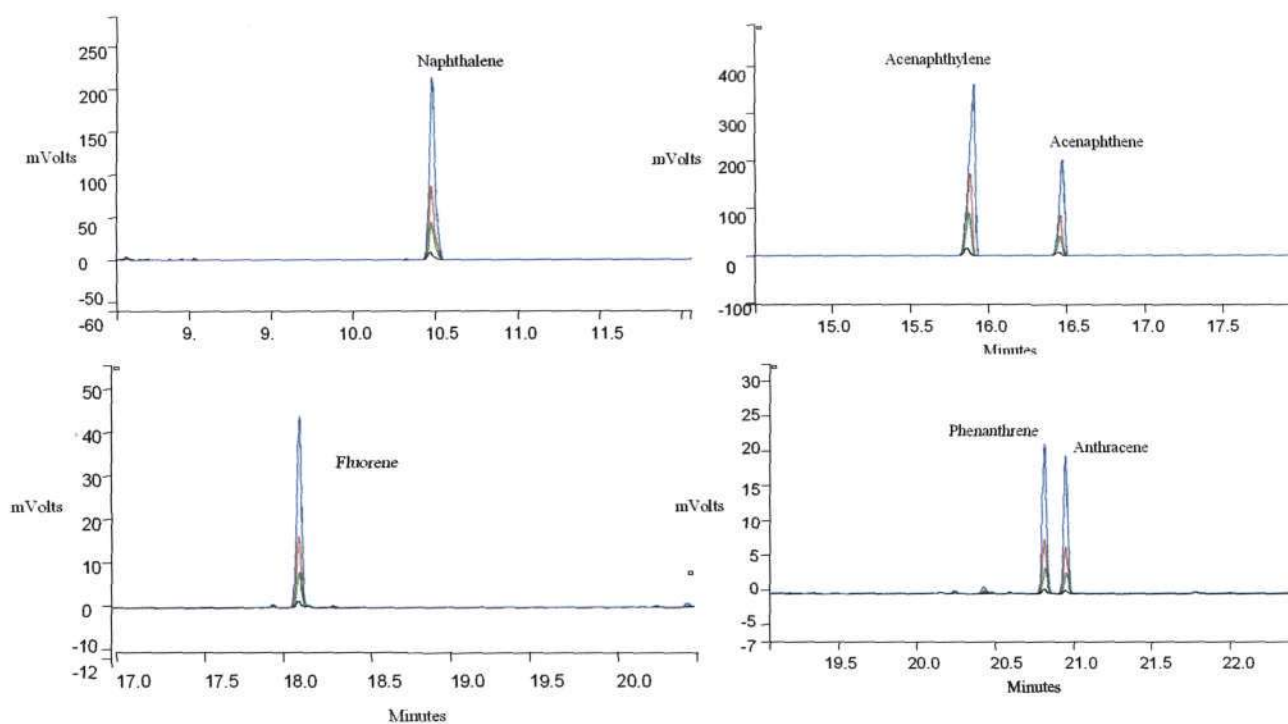 250
200
150
100
50
0
-50
-60
mVolts
Naphthalene
9. 9. 10.0 10.5 11.0 11.5 12.0
400
300
200
100
0
-100
mVolts
Acenaphthylene
Acenaphthene
15.0 15.5 16.0 16.5 17.0 17.5
Minutes
50
40
30
20
10
0
-10
-12
mVolts
Fluorene
17.0 17.5 18.0 18.5 19.0 19.5 20.0
Minutes
30
25
20
15
10
5
0
-5
-7
mVolts
Phenanthrene
Anthracene
19.5 20.0 20.5 21.0 21.5 22.0
Minutes